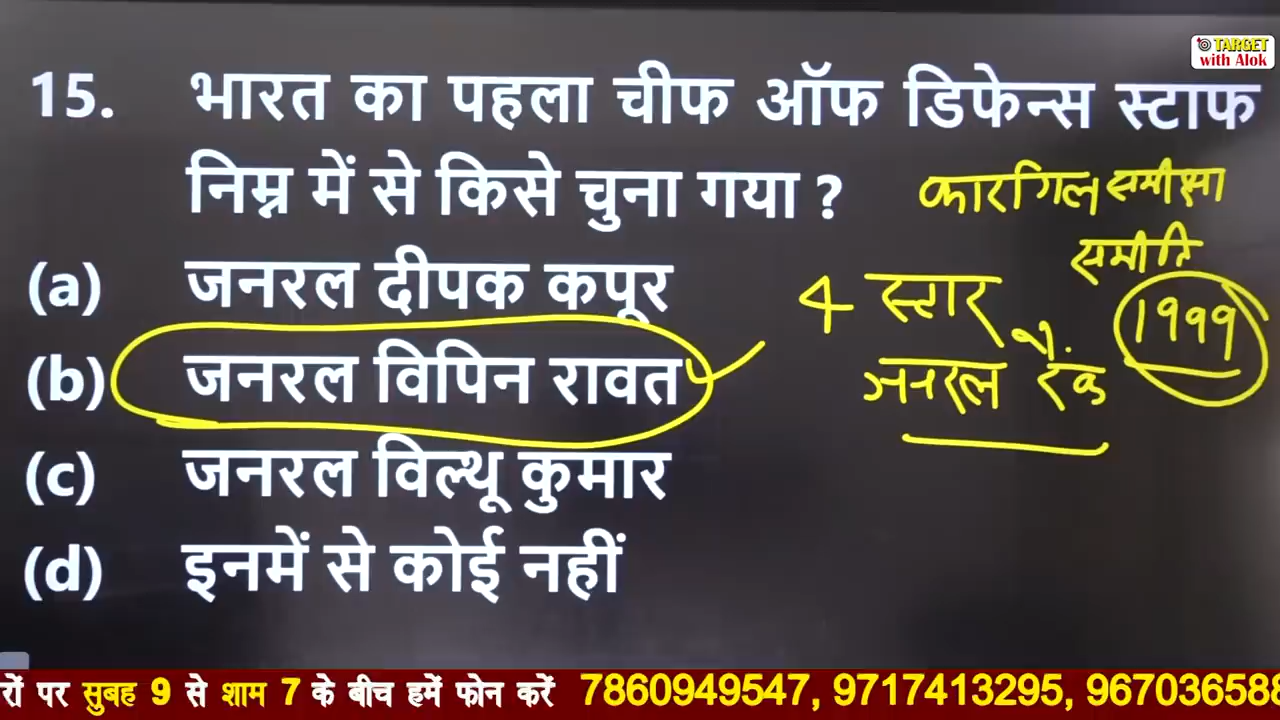 TARGET
with Alok
15. भारत का पहला चीफ ऑफ डिफेन्स स्टाफ
निम्न में से किसे चुना गया ?
कारगिल समीक्षा
समिति
1999
(a) जनरल दीपक कपूर
4 स्टार
जनरल रैंक
(b) जनरल विपिन रावत
(c) जनरल विल्थू कुमार
(d) इनमें से कोई नहीं
रों पर सुबह 9 से शाम 7 के बीच हमें फोन करें 7860949547, 9717413295, 967036588